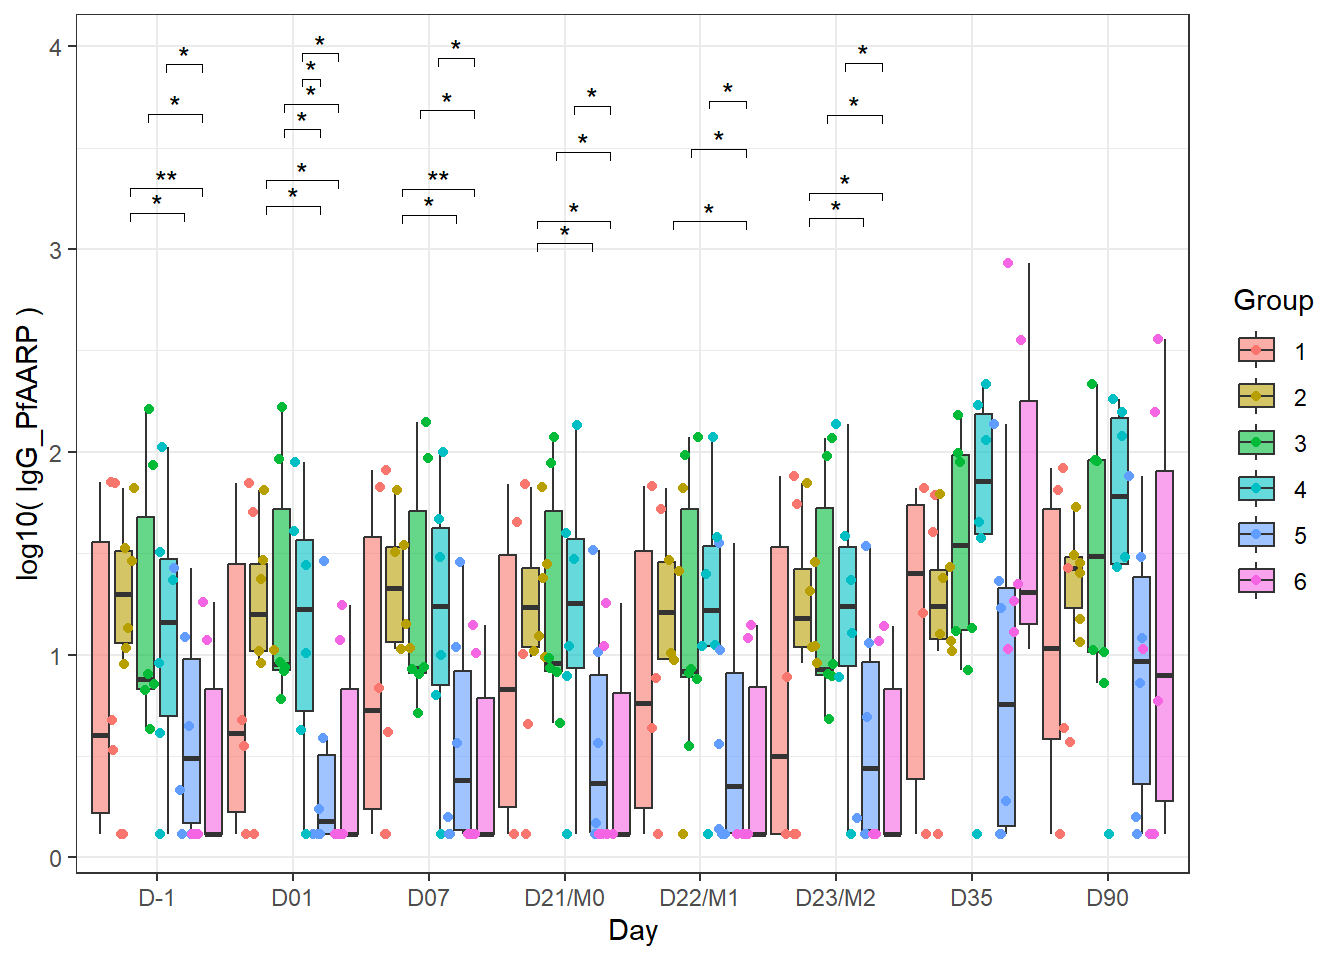 4
3
2
1
0
log10( IgG_PfAARP )
* * ** *
* * * * * *
* * ** *
* * * *
* * *
* * * *
D-1 D01 D07 D21/M0 D22/M1 D23/M2 D35 D90
Day
Group
1
2
3
4
5
6